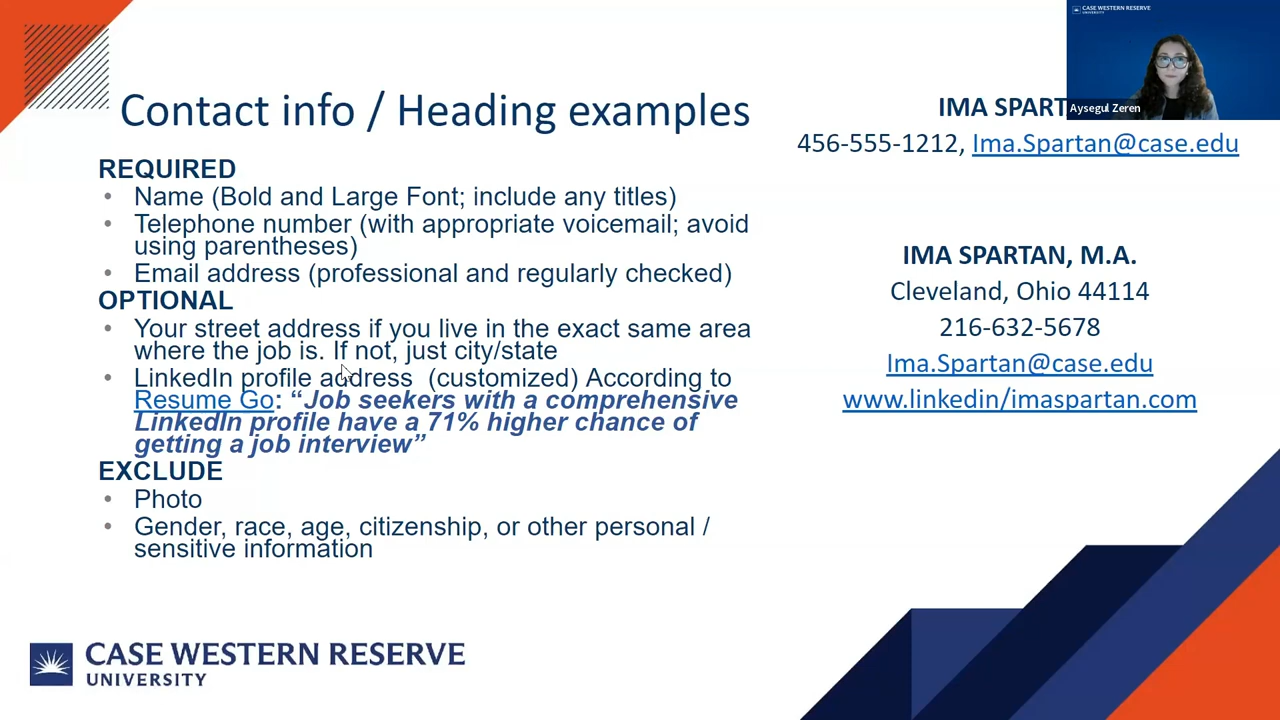 CASE WESTERN RESERVE
UNIVERSITY
Aysegul Zeren
Contact info / Heading examples
REQUIRED
• Name (Bold and Large Font; include any titles)
• Telephone number (with appropriate voicemail; avoid
using parentheses)
• Email address (professional and regularly checked)
OPTIONAL
• Your street address if you live in the exact same area
where the job is. If not, just city/state
• LinkedIn profile address (customized) According to
Resume Go: “Job seekers with a comprehensive
LinkedIn profile have a 71% higher chance of
getting a job interview”
EXCLUDE
• Photo
• Gender, race, age, citizenship, or other personal /
sensitive information
IMA SPART
456-555-1212, Ima.Spartan@case.edu
IMA SPARTAN, M.A.
Cleveland, Ohio 44114
216-632-5678
Ima.Spartan@case.edu
www.linkedin/imaspartan.com
CASE WESTERN RESERVE
UNIVERSITY